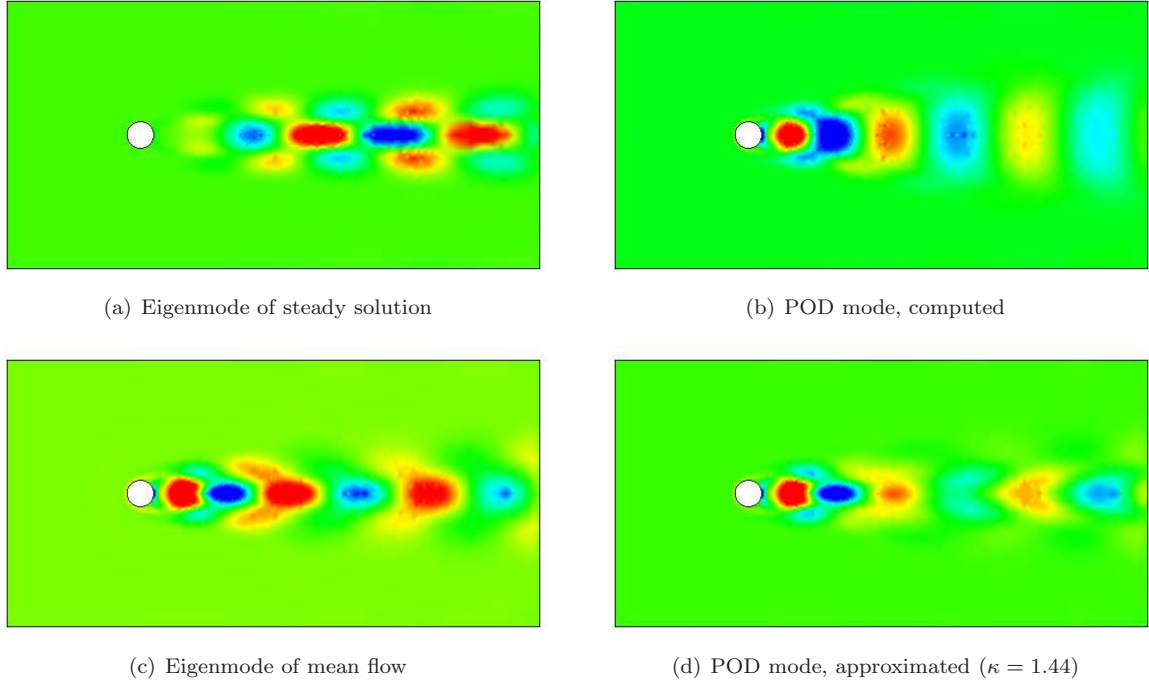 (a) Eigenmode of steady solution
(b) POD mode, computed
(c) Eigenmode of mean flow
(d) POD mode, approximated (κ = 1.44)